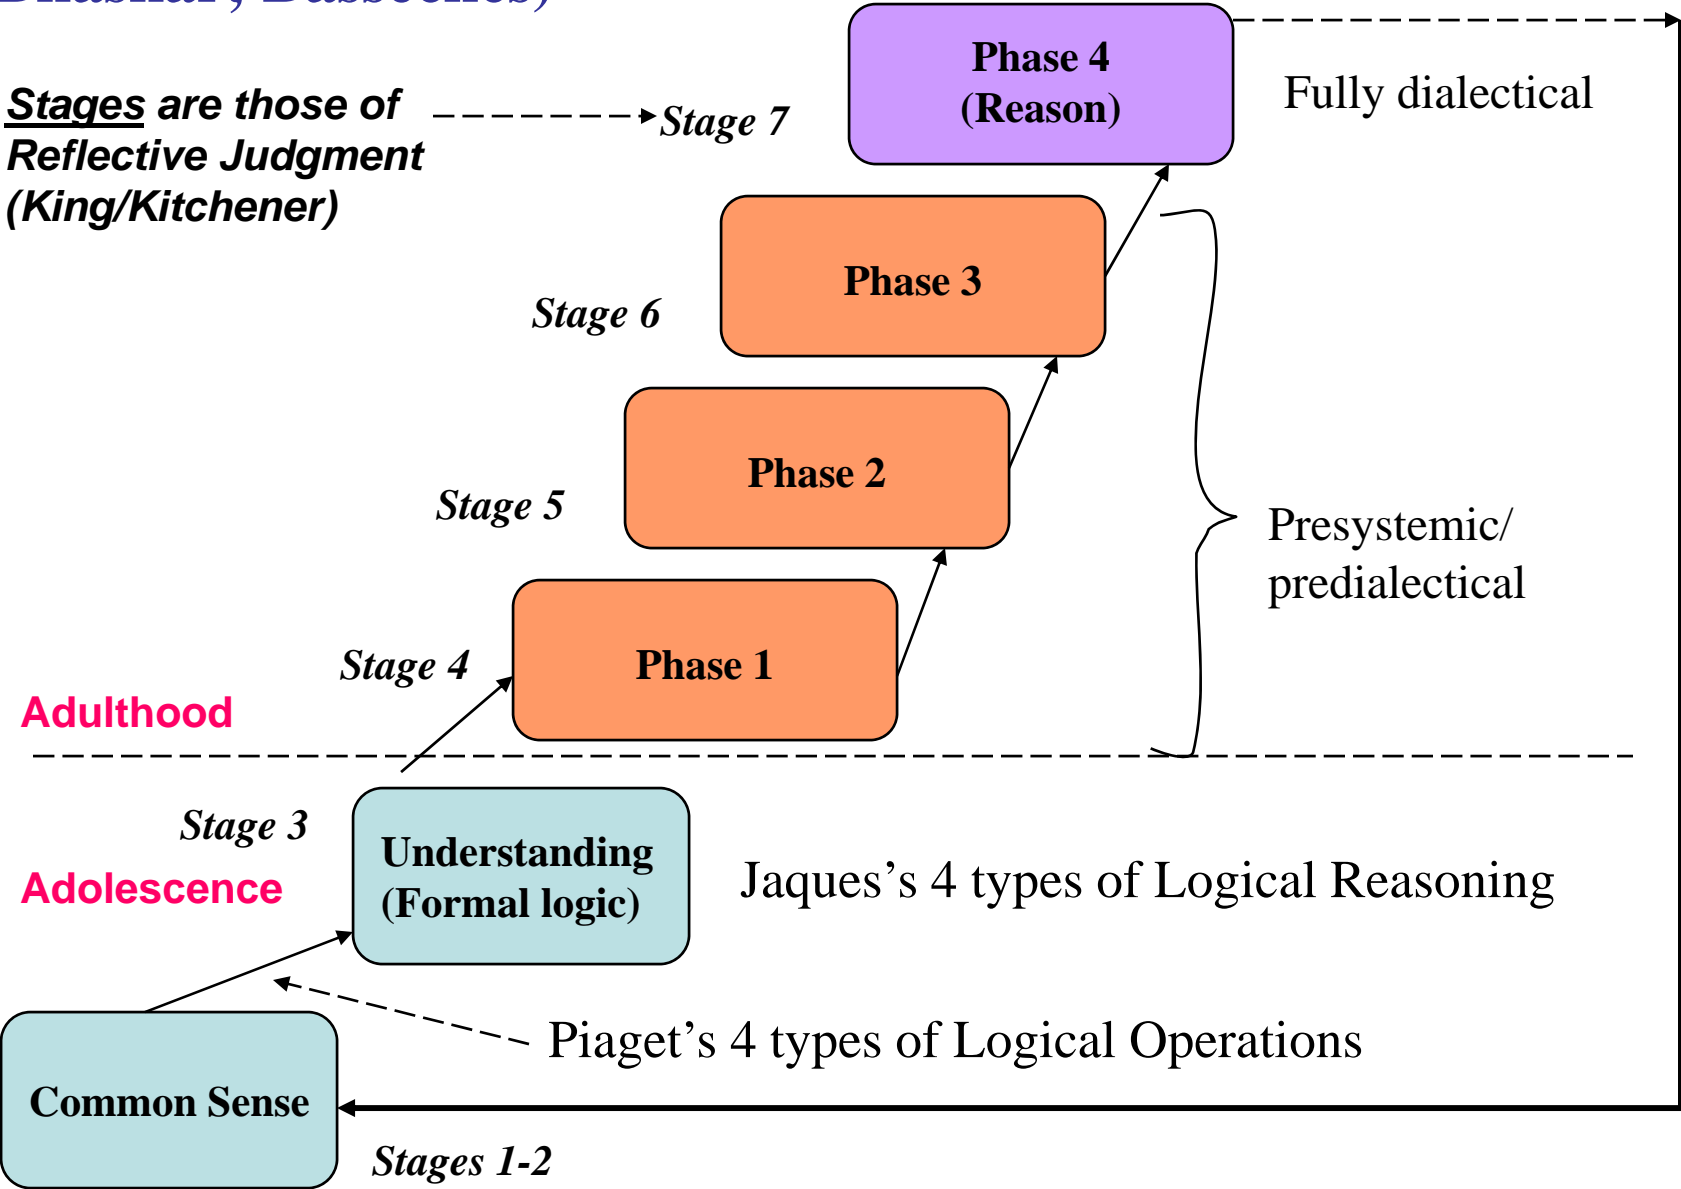 Phase 4
(Reason)
Fully dialectical
Stages are those of
Reflective Judgment
(King/Kitchener)
Stage 7
Phase 3
Stage 6
Phase 2
Stage 5
Presystemic/
predialectical
Phase 1
Stage 4
Adulthood
Stage 3
Understanding
(Formal logic)
Jaques's 4 types of Logical Reasoning
Adolescence
Piaget's 4 types of Logical Operations
Common Sense
Stages 1-2